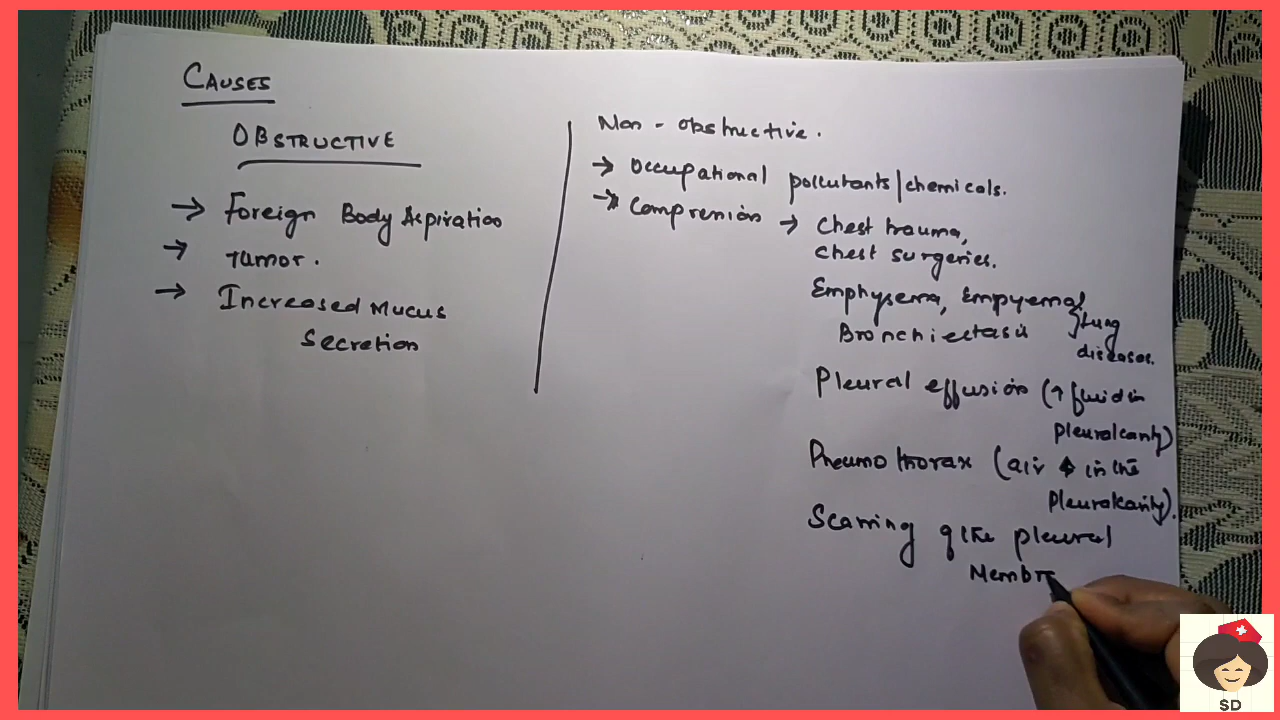 CAUSES
OBSTRUCTIVE
→ Foreign Body Aspiration
→ Tumor.
→ Increased Mucus
Secretion
Non - obstructive.
→ Occupational pollutants/chemicals.
→ Compression → Chest trauma,
Chest surgeries.
Emphysema, Empyema
Bronchiestasis } lung
diseases.
Pleural effusion (↑ fluid in
pleural cavity)
Pneumothorax (air ↑ in the
pleural cavity).
Scarring of the pleural
Membra
SD